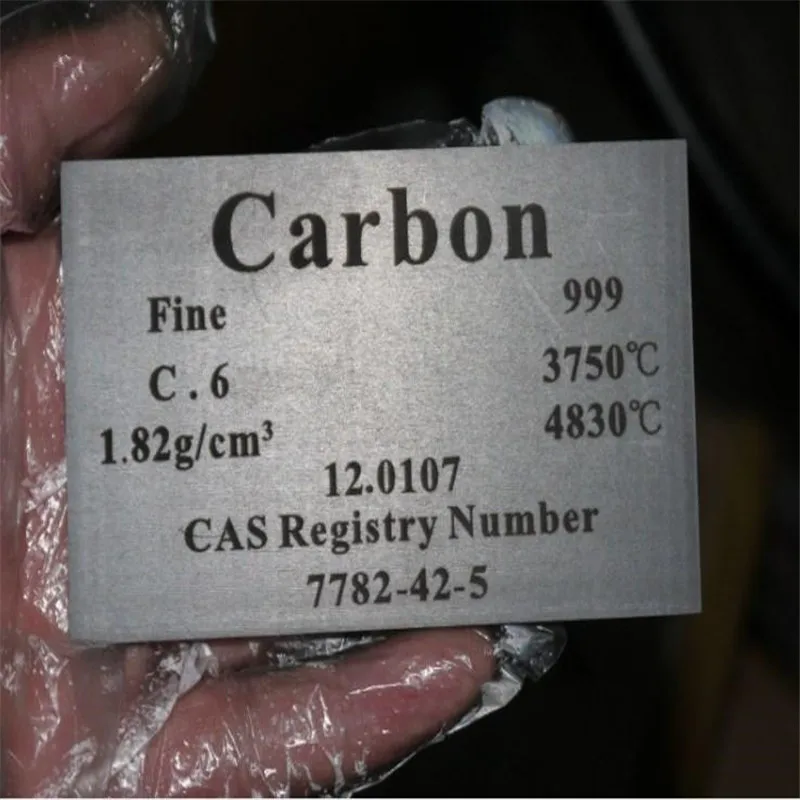 Carbon
Fine 999
C . 6 3750℃
1.82g/cm³ 4830℃
12.0107
CAS Registry Number
7782-42-5